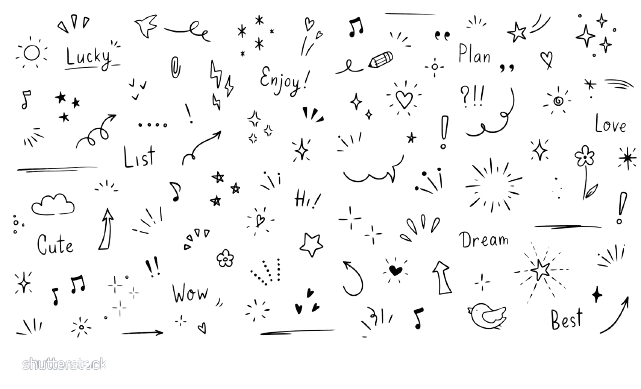 Lucky
Enjoy!
Plan
?!!
Love
List
Hi!
Cute
Dream
Wow
Best
shutterstock